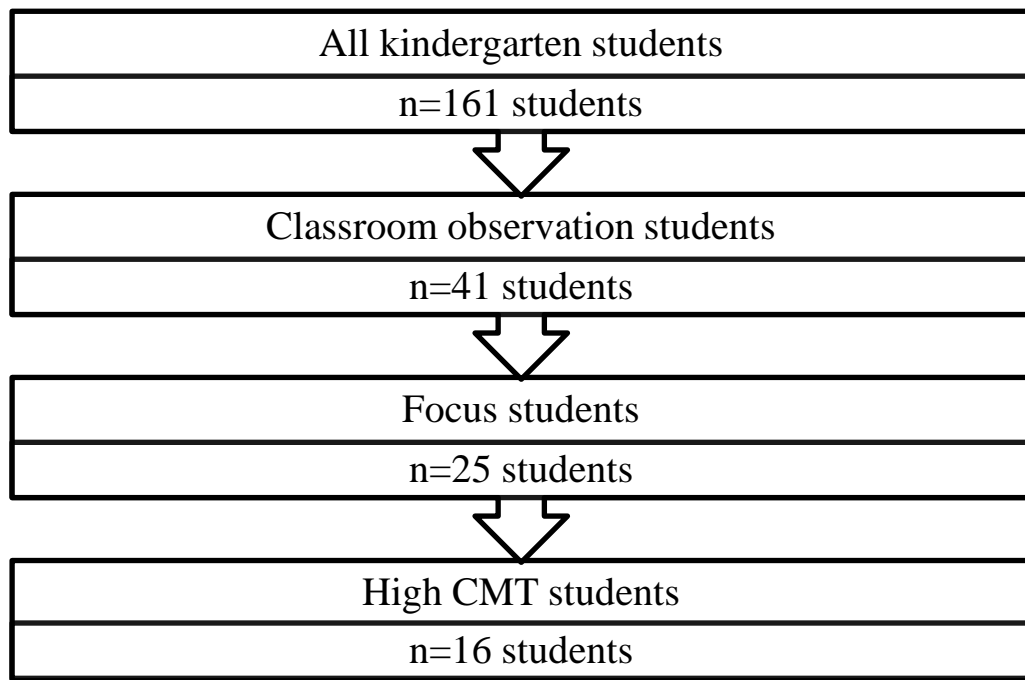 All kindergarten students
n=161 students
Classroom observation students
n=41 students
Focus students
n=25 students
High CMT students
n=16 students